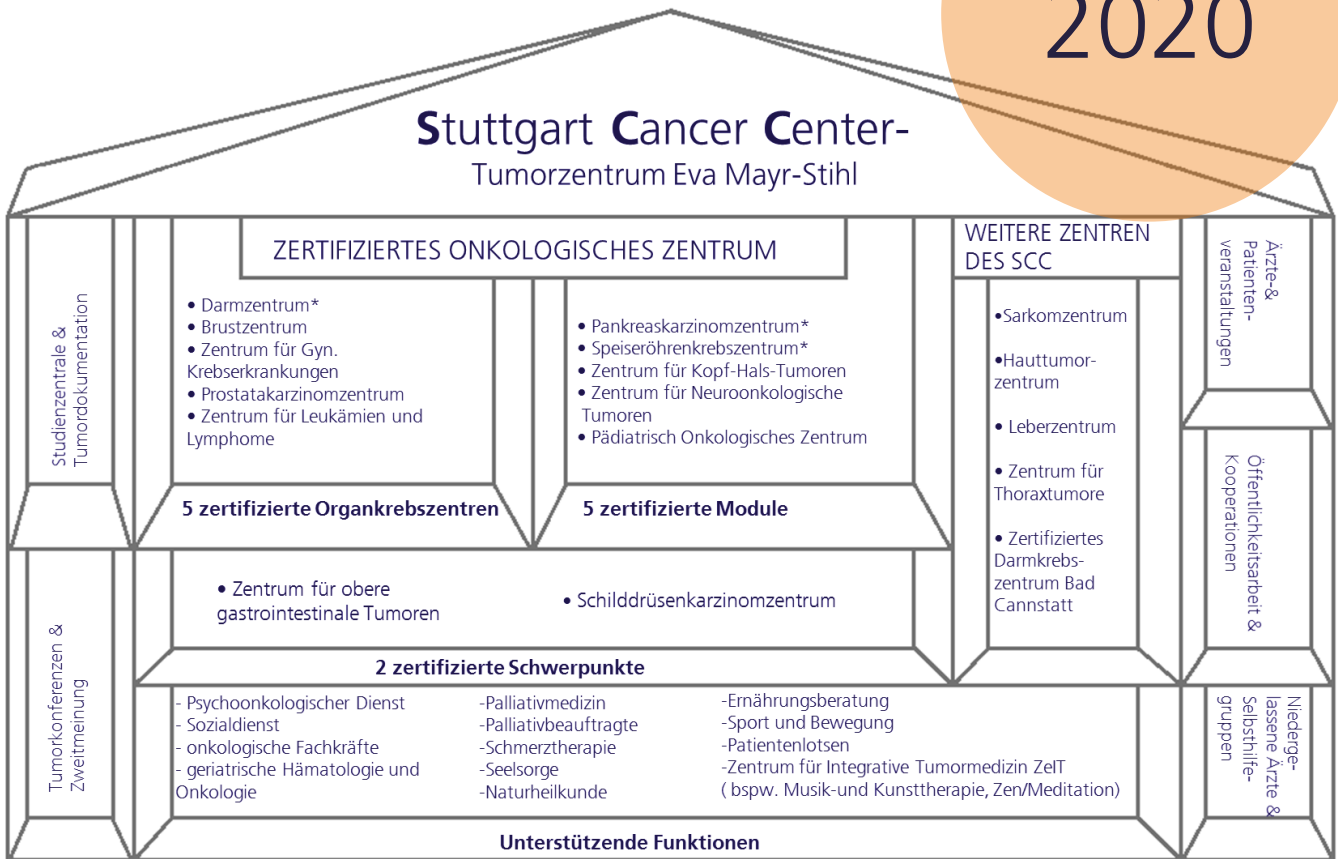 2020
Stuttgart Cancer Center-
Tumorzentrum Eva Mayr-Stihl
Studienzentrale &
Tumordokumentation
Tumorkonferenzen &
Zweitmeinung
ZERTIFIZIERTES ONKOLOGISCHES ZENTRUM
• Darmzentrum*
• Brustzentrum
• Zentrum für Gyn.
Krebserkrankungen
• Prostatakarzinomzentrum
• Zentrum für Leukämien und
Lymphome
5 zertifizierte Organkrebszentren
• Pankreaskarzinomzentrum*
• Speiseröhrenkrebszentrum*
• Zentrum für Kopf-Hals-Tumoren
• Zentrum für Neuroonkologische
Tumoren
• Pädiatrisch Onkologisches Zentrum
5 zertifizierte Module
• Zentrum für obere
gastrointestinale Tumoren
• Schilddrüsenkarzinomzentrum
2 zertifizierte Schwerpunkte
WEITERE ZENTREN
DES SCC
•Sarkomzentrum
•Hauttumor-
zentrum
• Leberzentrum
• Zentrum für
Thoraxtumore
• Zertifiziertes
Darmkrebs-
zentrum Bad
Cannstatt
Ärzte-&
Patienten-
veranstaltungen
Öffentlichkeitsarbeit &
Kooperationen
Niederge-
lassene Ärzte &
Selbsthilfe-
gruppen
- Psychoonkologischer Dienst
- Sozialdienst
- onkologische Fachkräfte
- geriatrische Hämatologie und
Onkologie
-Palliativmedizin
-Palliativbeauftragte
-Schmerztherapie
-Seelsorge
-Naturheilkunde
-Ernährungsberatung
-Sport und Bewegung
-Patientenlotsen
-Zentrum für Integrative Tumormedizin ZeIT
( bspw. Musik-und Kunsttherapie, Zen/Meditation)
Unterstützende Funktionen